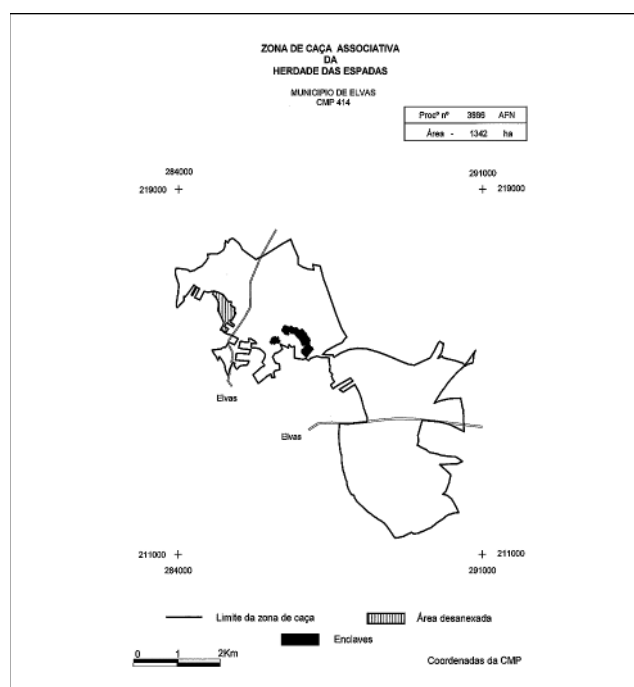 ZONA DE CAÇA ASSOCIATIVA
DA
HERDADE DAS ESPADAS
MUNICIPIO DE ELVAS
CMP 414
Procº nº 3886 AFN
Área - 1342 ha
284000
219000
291000
219000
Elvas
Elvas
211000
284000
211000
291000
Limite da zona de caça
Área desanexada
Enclaves
0 1 2Km
Coordenadas da CMP